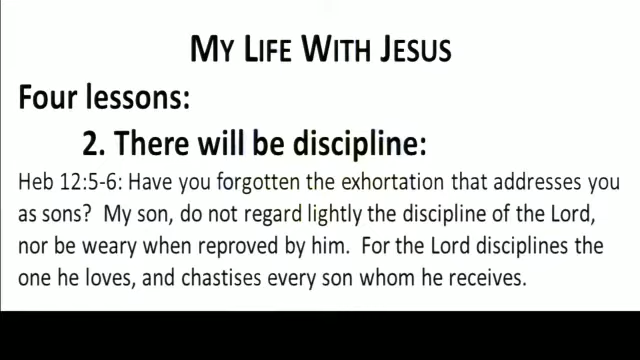 MY LIFE WITH JESUS
Four lessons:
2. There will be discipline:
Heb 12:5-6: Have you forgotten the exhortation that addresses you
as sons?  My son, do not regard lightly the discipline of the Lord,
nor be weary when reproved by him.  For the Lord disciplines the
one he loves, and chastises every son whom he receives.